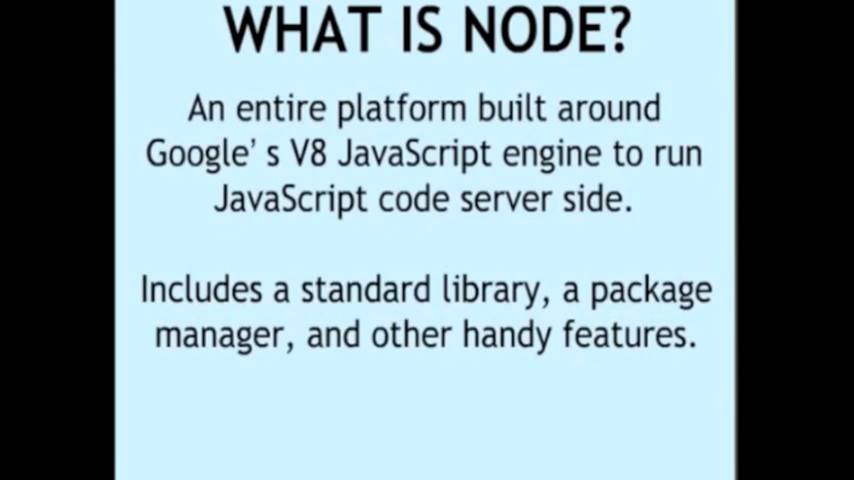 WHAT IS NODE?
An entire platform built around
Google’ s V8 JavaScript engine to run
JavaScript code server side.
Includes a standard library, a package
manager, and other handy features.